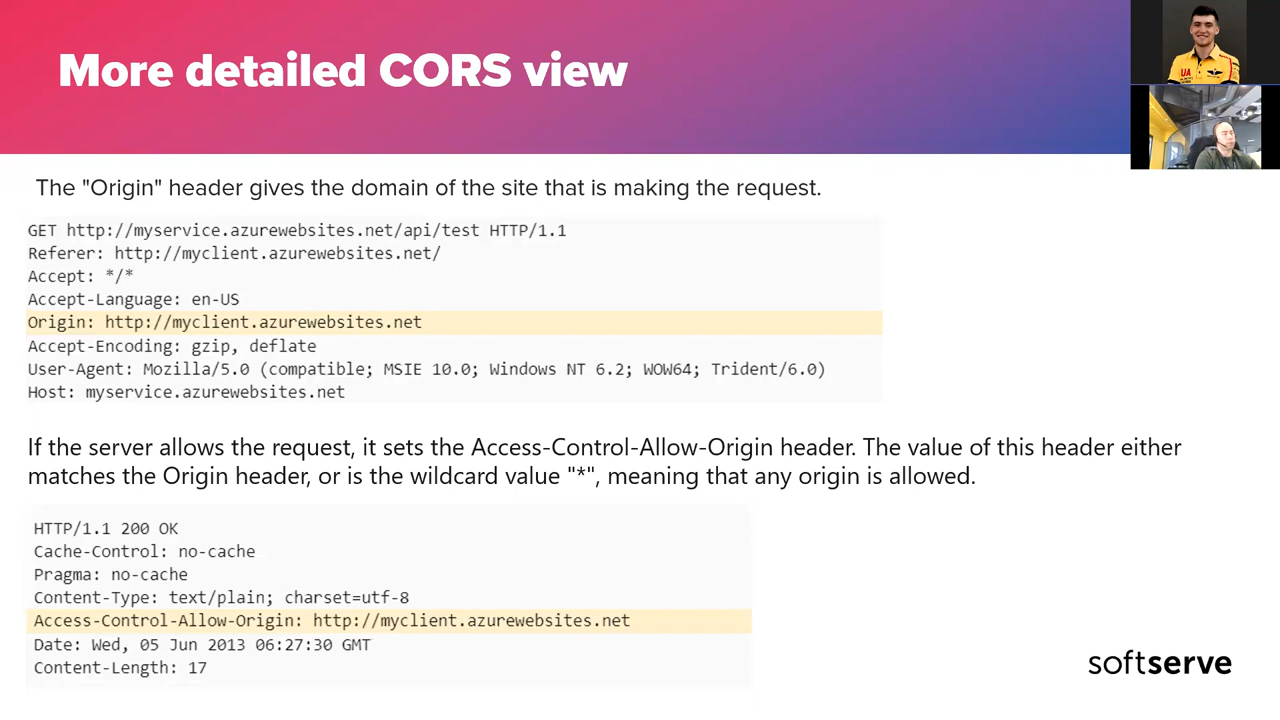 More detailed CORS view
UA
The "Origin" header gives the domain of the site that is making the request.
GET http://myservice.azurewebsites.net/api/test HTTP/1.1
Referer: http://myclient.azurewebsites.net/
Accept: */*
Accept-Language: en-US
Origin: http://myclient.azurewebsites.net
Accept-Encoding: gzip, deflate
User-Agent: Mozilla/5.0 (compatible; MSIE 10.0; Windows NT 6.2; WOW64; Trident/6.0)
Host: myservice.azurewebsites.net
If the server allows the request, it sets the Access-Control-Allow-Origin header. The value of this header either
matches the Origin header, or is the wildcard value "*", meaning that any origin is allowed.
HTTP/1.1 200 OK
Cache-Control: no-cache
Pragma: no-cache
Content-Type: text/plain; charset=utf-8
Access-Control-Allow-Origin: http://myclient.azurewebsites.net
Date: Wed, 05 Jun 2013 06:27:30 GMT
Content-Length: 17
softserve